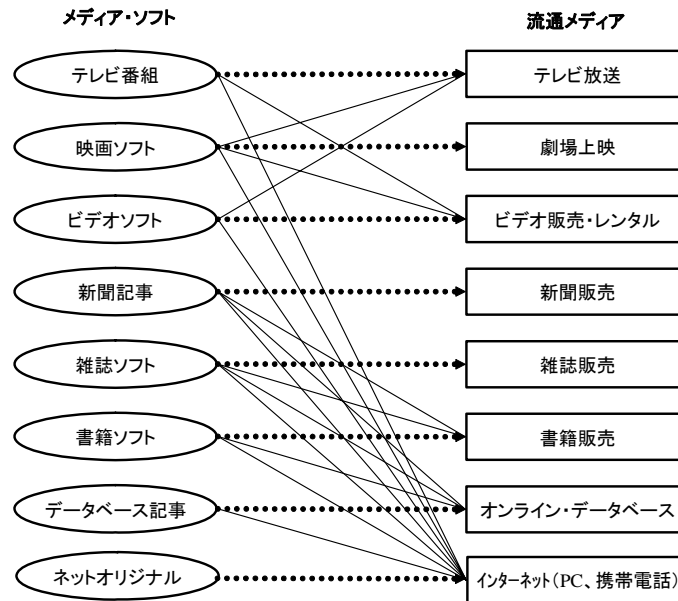 メディア・ソフト 流通メディア
テレビ番組 テレビ放送
映画ソフト 劇場上映
ビデオソフト ビデオ販売・レンタル
新聞記事 新聞販売
雑誌ソフト 雑誌販売
書籍ソフト 書籍販売
データベース記事 オンライン・データベース
ネットオリジナル インターネット(PC、携帯電話)